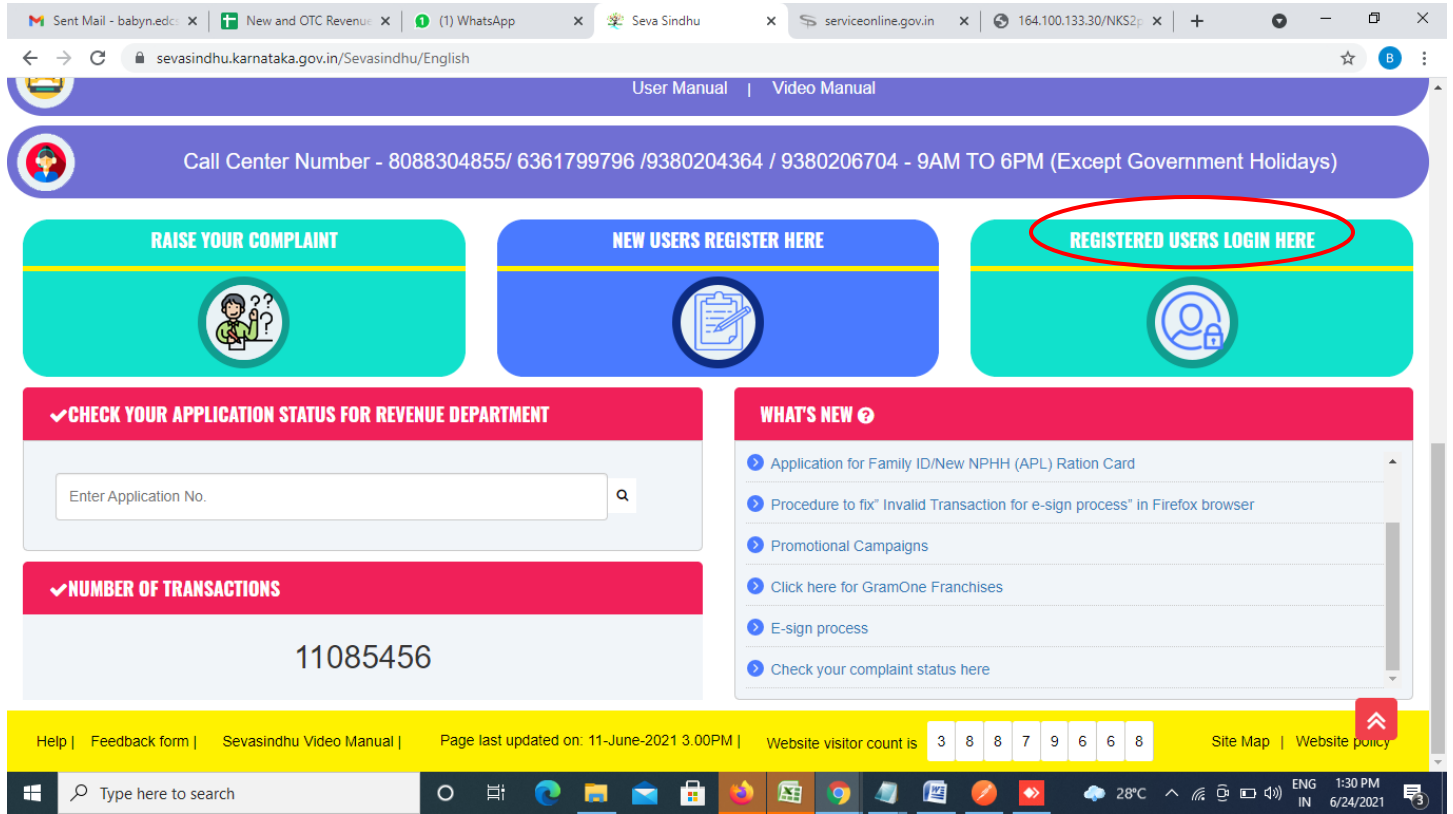 Sent Mail - babyn.edcs
New and OTC Revenue
(1) WhatsApp
Seva Sindhu
serviceonline.gov.in
164.100.133.30/NKS2p
sevasindhu.karnataka.gov.in/Sevasindhu/English
B
User Manual | Video Manual
Call Center Number - 8088304855/ 6361799796 /9380204364 / 9380206704 - 9AM TO 6PM (Except Government Holidays)
RAISE YOUR COMPLAINT
NEW USERS REGISTER HERE
REGISTERED USERS LOGIN HERE
CHECK YOUR APPLICATION STATUS FOR REVENUE DEPARTMENT
Enter Application No.
NUMBER OF TRANSACTIONS
11085456
WHAT'S NEW
Application for Family ID/New NPHH (APL) Ration Card
Procedure to fix" Invalid Transaction for e-sign process" in Firefox browser
Promotional Campaigns
Click here for GramOne Franchises
E-sign process
Check your complaint status here
Help | Feedback form | Sevasindhu Video Manual | Page last updated on: 11-June-2021 3.00PM | Website visitor count is 3 8 8 7 9 6 6 8 Site Map | Website policy
Type here to search
28°C
ENG
IN
1:30 PM
6/24/2021
3